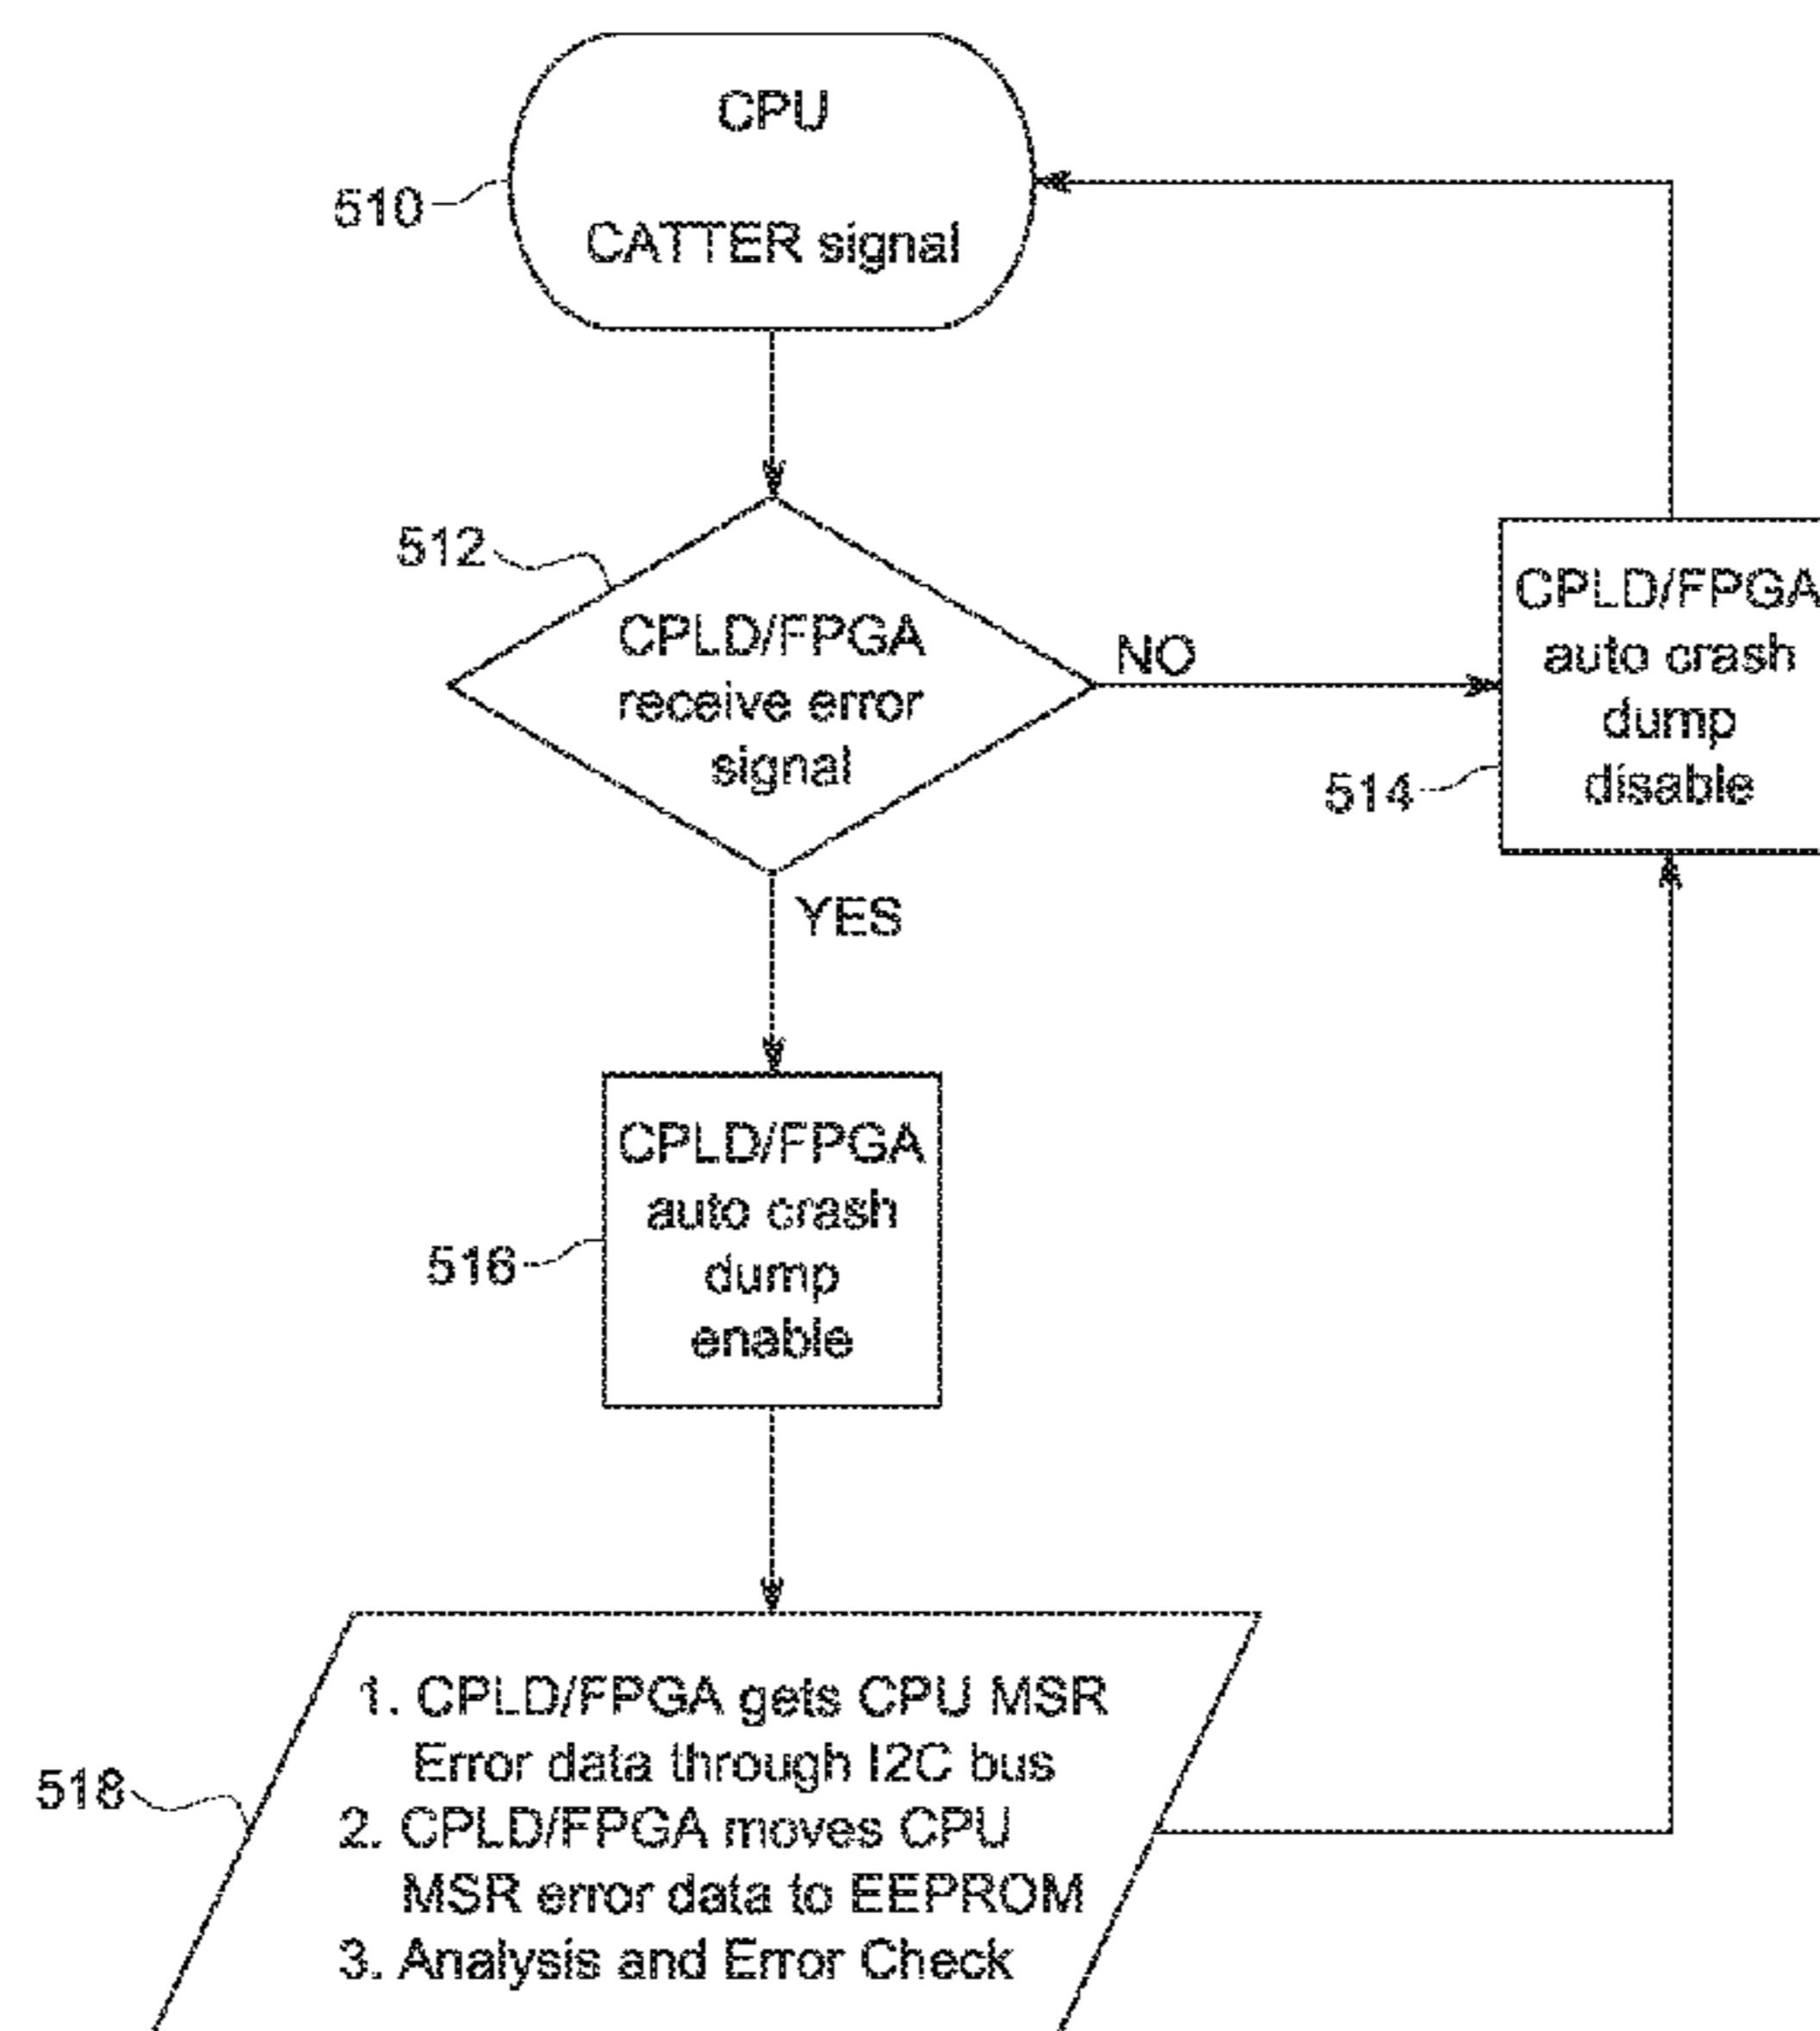 CPU
510
CATTER signal
512
CPLD/FPGA
receive error
signal
NO
CPLD/FPGA
auto crash
dump
disable
514
YES
CPLD/FPGA
auto crash
dump
enable
516
1. CPLD/FPGA gets CPU MSR
Error data through I2C bus
518
2. CPLD/FPGA moves CPU
MSR error data to EEPROM
3. Analysis and Error Check